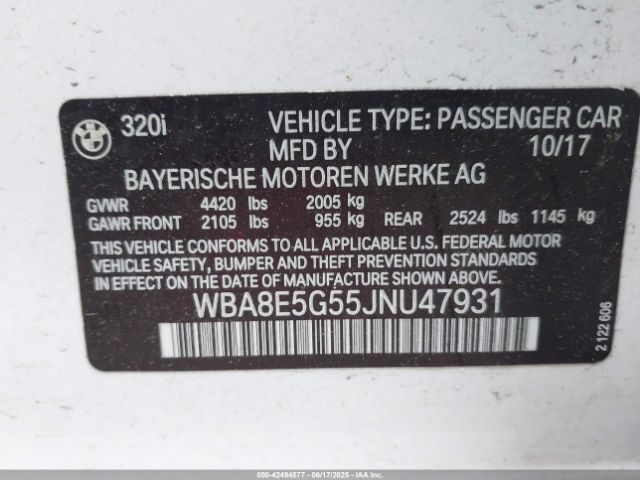 BMW 320i VEHICLE TYPE: PASSENGER CAR
MFD BY 10/17
BAYERISCHE MOTOREN WERKE AG
GVWR 4420 lbs 2005 kg
GAWR FRONT 2105 lbs 955 kg REAR 2524 lbs 1145 kg
THIS VEHICLE CONFORMS TO ALL APPLICABLE U.S. FEDERAL MOTOR
VEHICLE SAFETY, BUMPER AND THEFT PREVENTION STANDARDS IN
EFFECT ON THE DATE OF MANUFACTURE SHOWN ABOVE.
WBA8E5G55JNU47931
2 122 606
000-42494577 - 06/17/2025 - IAA Inc.